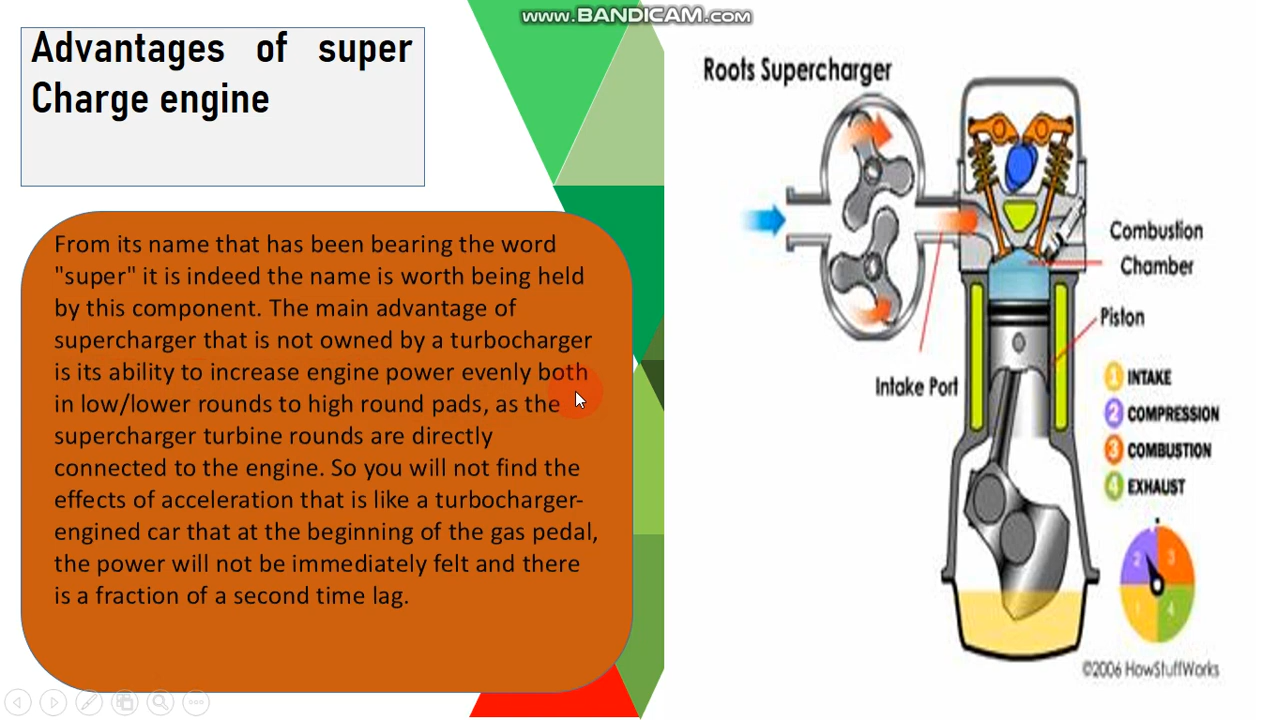 www.BANDICAM.com
Advantages of super
Charge engine
From its name that has been bearing the word
"super" it is indeed the name is worth being held
by this component. The main advantage of
supercharger that is not owned by a turbocharger
is its ability to increase engine power evenly both
in low/lower rounds to high round pads, as the
supercharger turbine rounds are directly
connected to the engine. So you will not find the
effects of acceleration that is like a turbocharger-
engined car that at the beginning of the gas pedal,
the power will not be immediately felt and there
is a fraction of a second time lag.
Roots Supercharger
Combustion
Chamber
Piston
Intake Port
1 INTAKE
2 COMPRESSION
3 COMBUSTION
4 EXHAUST
2 3
1 4
©2006 HowStuffWorks